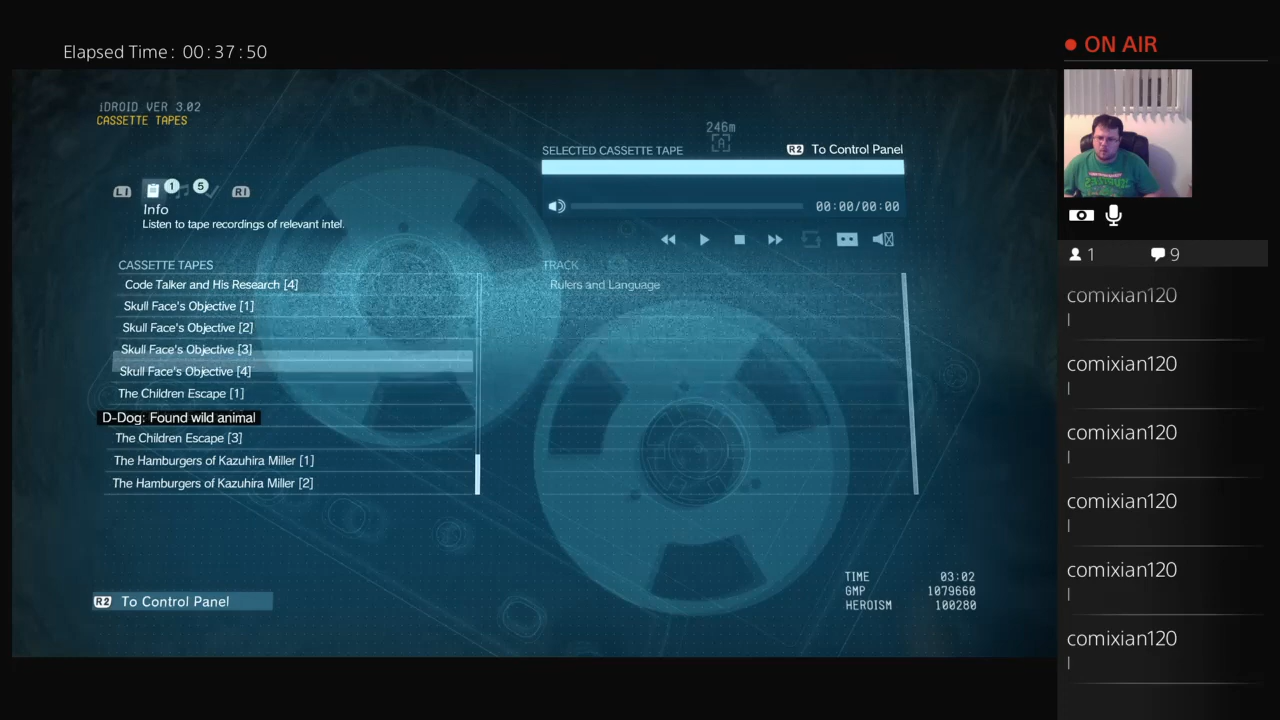 Elapsed Time: 00:37:50
ON AIR
iDROID VER 3.02
CASSETTE TAPES
246m
[A]
SELECTED CASSETTE TAPE
R2 To Control Panel
L1
1
5
R1
Info
Listen to tape recordings of relevant intel.
00:00/00:00
CASSETTE TAPES
TRACK
Code Talker and His Research [4]
Rulers and Language
Skull Face's Objective [1]
Skull Face's Objective [2]
Skull Face's Objective [3]
Skull Face's Objective [4]
The Children Escape [1]
D-Dog: Found wild animal
The Children Escape [3]
The Hamburgers of Kazuhira Miller [1]
The Hamburgers of Kazuhira Miller [2]
R2 To Control Panel
TIME 03:02
GMP 1079660
HEROISM 100280
1
9
comixian120
l
comixian120
l
comixian120
l
comixian120
l
comixian120
l
comixian120
l